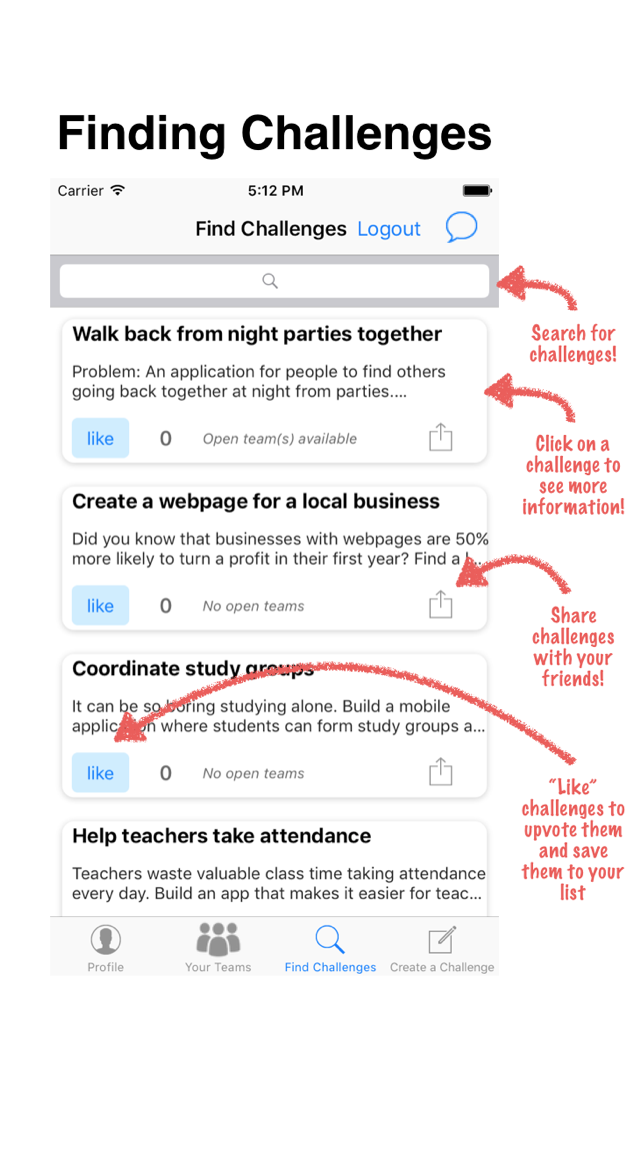 Finding Challenges
Carrier 5:12 PM
Find Challenges Logout
Search for
challenges!
Walk back from night parties together
Problem: An application for people to find others
going back together at night from parties....
like 0 Open team(s) available
Click on a
challenge to
see more
information!
Create a webpage for a local business
Did you know that businesses with webpages are 50%
more likely to turn a profit in their first year? Find a l...
like 0 No open teams
Share
challenges
with your
friends!
Coordinate study groups
It can be so boring studying alone. Build a mobile
application where students can form study groups a...
like 0 No open teams
"Like"
challenges to
upvote them
and save
them to your
list
Help teachers take attendance
Teachers waste valuable class time taking attendance
every day. Build an app that makes it easier for teac...
Profile Your Teams Find Challenges Create a Challenge